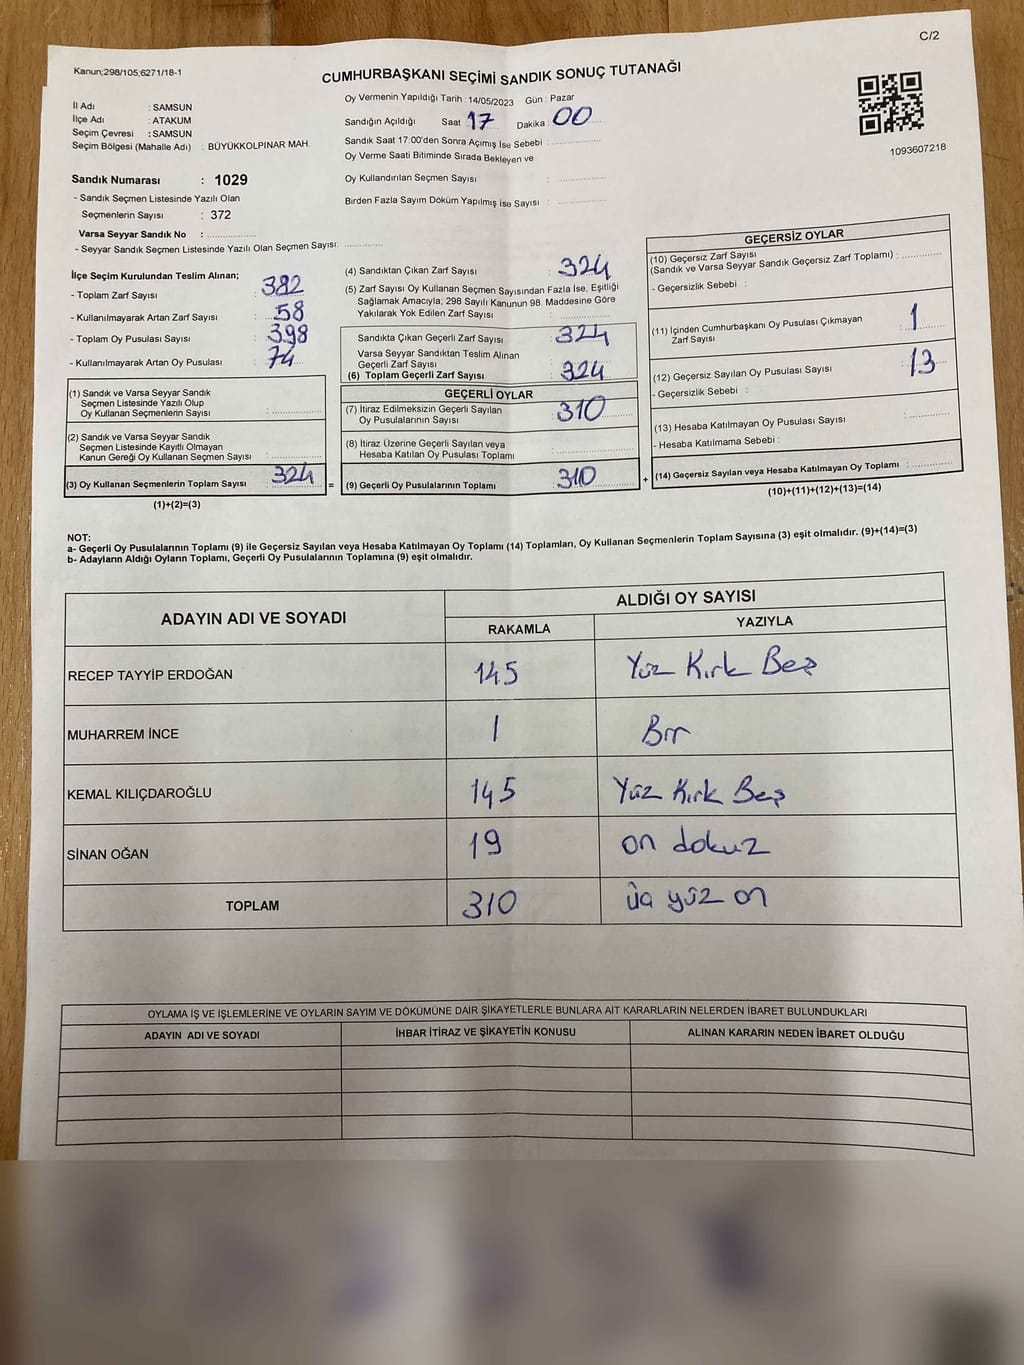 C/2
Kanun;298/105;6271/18-1
CUMHURBAŞKANI SEÇİMİ SANDIK SONUÇ TUTANAĞI
İl Adı : SAMSUN
İlçe Adı : ATAKUM
Seçim Çevresi : SAMSUN
Seçim Bölgesi (Mahalle Adı) : BÜYÜKKOLPINAR MAH.
Oy Vermenin Yapıldığı Tarih : 14/05/2023 Gün : Pazar
Sandığın Açıldığı Saat 17 Dakika : 00
Sandık Saat 17:00'den Sonra Açımış İse Sebebi :
Oy Verme Saati Bitiminde Sırada Bekleyen ve
Oy Kullandırılan Seçmen Sayısı :
Birden Fazla Sayım Döküm Yapılmış ise Sayısı :
1093607218
Sandık Numarası : 1029
- Sandık Seçmen Listesinde Yazılı Olan
Seçmenlerin Sayısı : 372
Varsa Seyyar Sandık No :
- Seyyar Sandık Seçmen Listesinde Yazılı Olan Seçmen Sayısı:
İlçe Seçim Kurulundan Teslim Alınan;
- Toplam Zarf Sayısı : 382
- Kullanılmayarak Artan Zarf Sayısı : 58
- Toplam Oy Pusulası Sayısı : 398
- Kullanılmayarak Artan Oy Pusulası : 74
(1) Sandık ve Varsa Seyyar Sandık
Seçmen Listesinde Yazılı Olup
Oy Kullanan Seçmenlerin Sayısı :
(2) Sandık ve Varsa Seyyar Sandık
Seçmen Listesinde Kayıtlı Olmayan
Kanun Gereği Oy Kullanan Seçmen Sayısı :
(3) Oy Kullanan Seçmenlerin Toplam Sayısı : 324 =
(1)+(2)=(3)
(4) Sandıktan Çıkan Zarf Sayısı : 324
(5) Zarf Sayısı Oy Kullanan Seçmen Sayısından Fazla İse, Eşitliği
Sağlamak Amacıyla; 298 Sayılı Kanunun 98. Maddesine Göre
Yakılarak Yok Edilen Zarf Sayısı :
Sandıkta Çıkan Geçerli Zarf Sayısı : 324
Varsa Seyyar Sandıktan Teslim Alınan
Geçerli Zarf Sayısı
(6) Toplam Geçerli Zarf Sayısı : 324
GEÇERLİ OYLAR
(7) İtiraz Edilmeksizin Geçerli Sayılan
Oy Pusulalarının Sayısı : 310
(8) İtiraz Üzerine Geçerli Sayılan veya
Hesaba Katılan Oy Pusulası Toplamı :
(9) Geçerli Oy Pusulalarının Toplamı : 310 +
GEÇERSİZ OYLAR
(10) Geçersiz Zarf Sayısı
(Sandık ve Varsa Seyyar Sandık Geçersiz Zarf Toplamı) :
- Geçersizlik Sebebi :
(11) İçinden Cumhurbaşkanı Oy Pusulası Çıkmayan
Zarf Sayısı : 1
(12) Geçersiz Sayılan Oy Pusulası Sayısı : 13
- Geçersizlik Sebebi :
(13) Hesaba Katılmayan Oy Pusulası Sayısı :
- Hesaba Katılmama Sebebi :
(14) Geçersiz Sayılan veya Hesaba Katılmayan Oy Toplamı :
(10)+(11)+(12)+(13)=(14)
NOT:
a- Geçerli Oy Pusulalarının Toplamı (9) ile Geçersiz Sayılan veya Hesaba Katılmayan Oy Toplamı (14) Toplamları, Oy Kullanan Seçmenlerin Toplam Sayısına (3) eşit olmalıdır. (9)+(14)=(3)
b- Adayların Aldığı Oyların Toplamı, Geçerli Oy Pusulalarının Toplamına (9) eşit olmalıdır.
ADAYIN ADI VE SOYADI ALDIĞI OY SAYISI
RAKAMLA YAZIYLA
RECEP TAYYİP ERDOĞAN 145 Yüz Kırk Beş
MUHARREM İNCE 1 Bir
KEMAL KILIÇDAROĞLU 145 Yüz Kırk Beş
SİNAN OĞAN 19 on dokuz
TOPLAM 310 üç yüz on
OYLAMA İŞ VE İŞLEMLERİNE VE OYLARIN SAYIM VE DÖKÜMÜNE DAİR ŞİKAYETLERLE BUNLARA AİT KARARLARIN NELERDEN İBARET BULUNDUKLARI
ADAYIN ADI VE SOYADI İHBAR İTİRAZ VE ŞİKAYETİN KONUSU ALINAN KARARIN NEDEN İBARET OLDUĞU